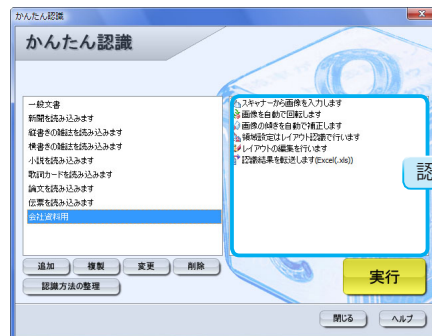 かんたん認識
かんたん認識
一般文書
新聞を読み込みます
縦書きの雑誌を読み込みます
横書きの雑誌を読み込みます
小説を読み込みます
歌詞カードを読み込みます
論文を読み込みます
伝票を読み込みます
会社資料用
スキャナーから画像を入力します
画像を自動で回転します
画像の傾きを自動で補正します
領域設定はレイアウト認識で行います
レイアウトの編集を行います
認識結果を転送します(Excel(.xls))
認
追加
複製
変更
削除
認識方法の整理
実行
閉じる
ヘルプ